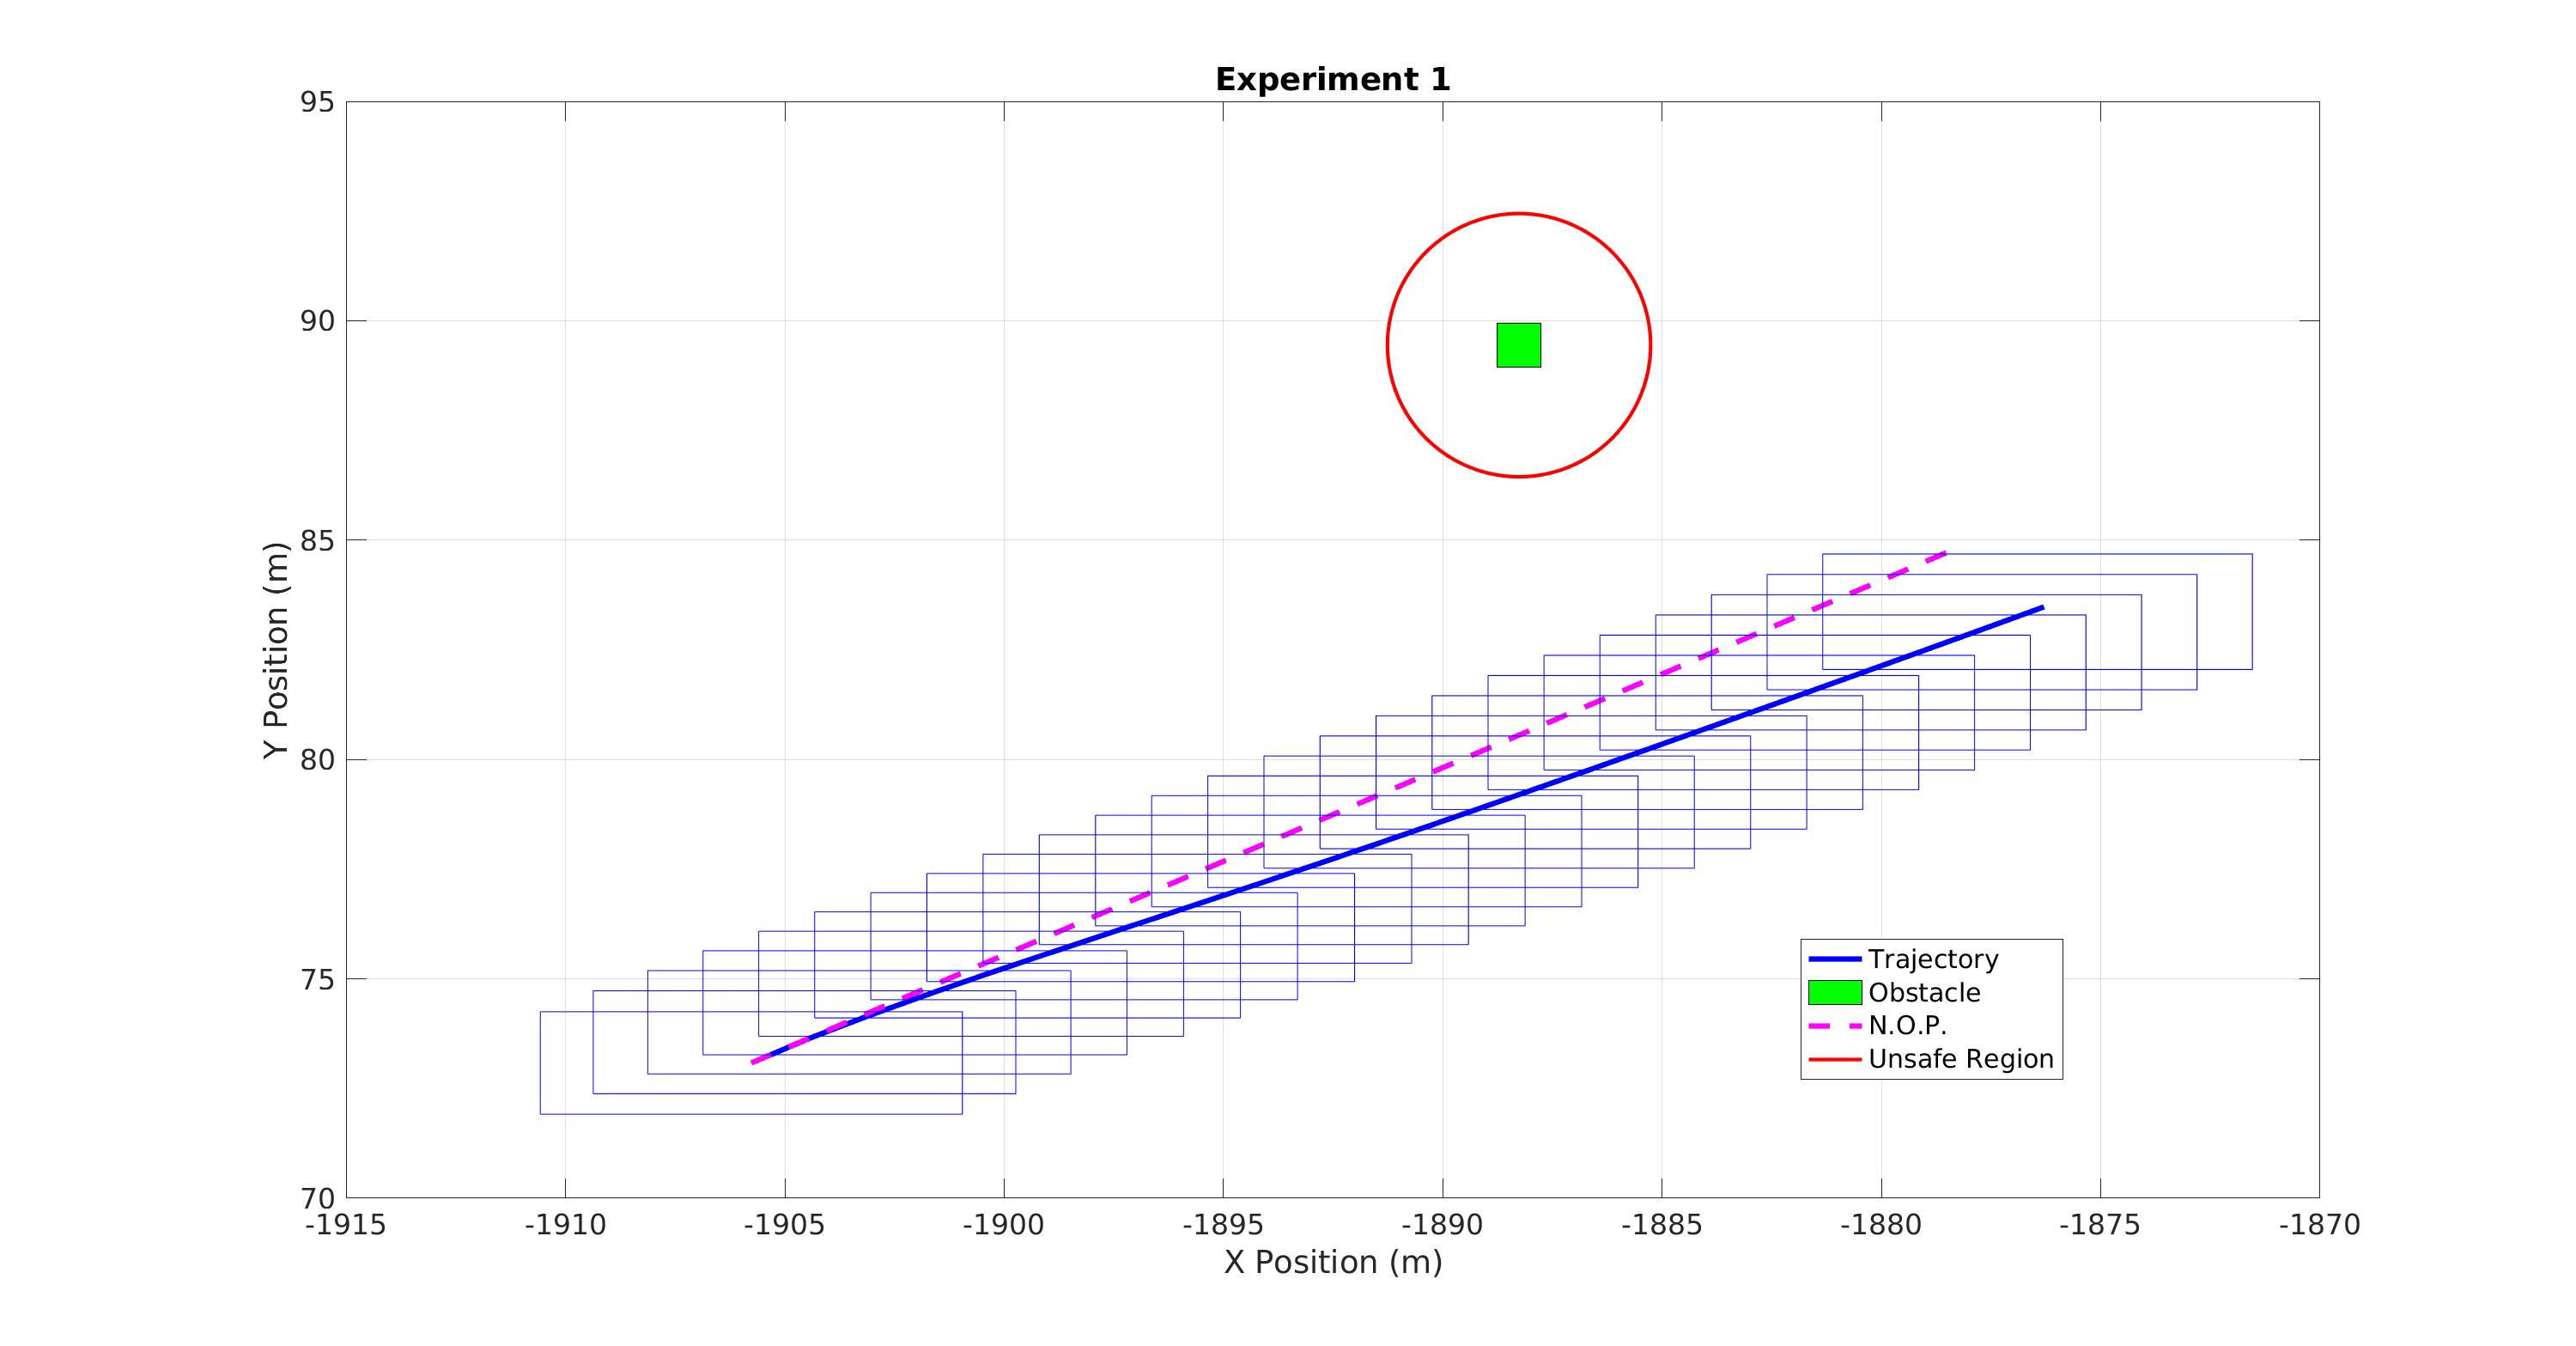 Experiment 1
95
90
85
80
75
70
Y Position (m)
-1915 -1910 -1905 -1900 -1895 -1890 -1885 -1880 -1875 -1870
X Position (m)
Trajectory
Obstacle
N.O.P.
Unsafe Region